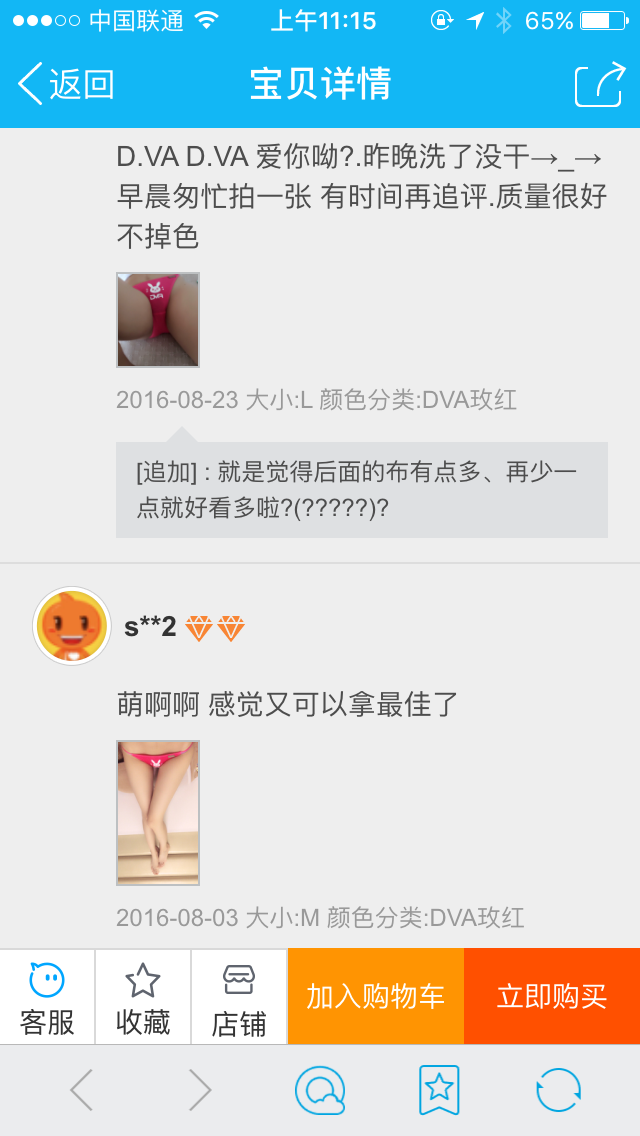 中国联通 上午11:15 65%
返回 宝贝详情
D.VA D.VA 爱你呦?.昨晚洗了没干→_→
早晨匆忙拍一张 有时间再追评.质量很好
不掉色
DVA
2016-08-23 大小:L 颜色分类:DVA玫红
[追加] : 就是觉得后面的布有点多、再少一
点就好看多啦?(?????)?
s**2
萌啊啊 感觉又可以拿最佳了
2016-08-03 大小:M 颜色分类:DVA玫红
客服 收藏 店铺 加入购物车 立即购买